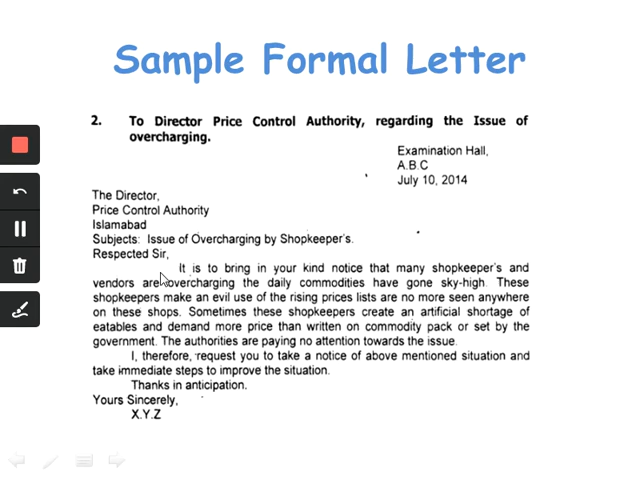 Sample Formal Letter
2. To Director Price Control Authority, regarding the Issue of
overcharging.
Examination Hall,
A.B.C
July 10, 2014
The Director,
Price Control Authority
Islamabad
Subjects: Issue of Overcharging by Shopkeeper's.
Respected Sir,
It is to bring in your kind notice that many shopkeeper's and
vendors are overcharging the daily commodities have gone sky-high. These
shopkeepers make an evil use of the rising prices lists are no more seen anywhere
on these shops. Sometimes these shopkeepers create an artificial shortage of
eatables and demand more price than written on commodity pack or set by the
government. The authorities are paying no attention towards the issue.
I, therefore, request you to take a notice of above mentioned situation and
take immediate steps to improve the situation.
Thanks in anticipation.
Yours Sincerely,
X.Y.Z